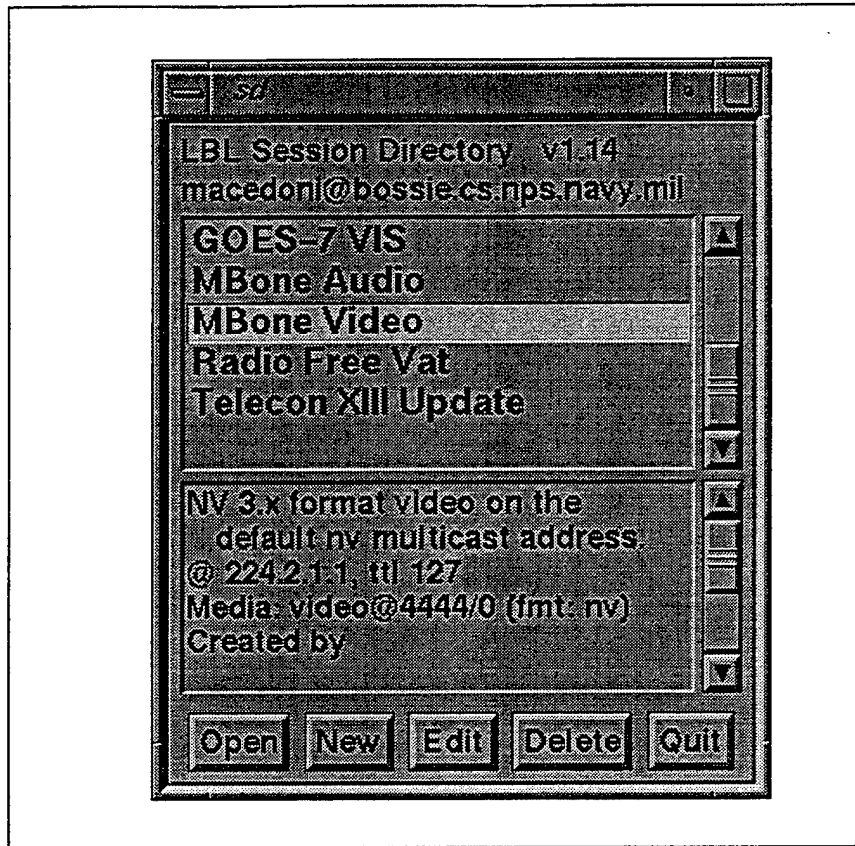 sd
LBL Session Directory v1.14
macedoni@bossie.cs.nps.navy.mil
GOES-7 VIS
MBone Audio
MBone Video
Radio Free Vat
Telecon XIII Update
NV 3.x format video on the
default nv multicast address.
@ 224.2.1.1, ttl 127
Media: video@4444/0 (fmt: nv)
Created by
Open New Edit Delete Quit